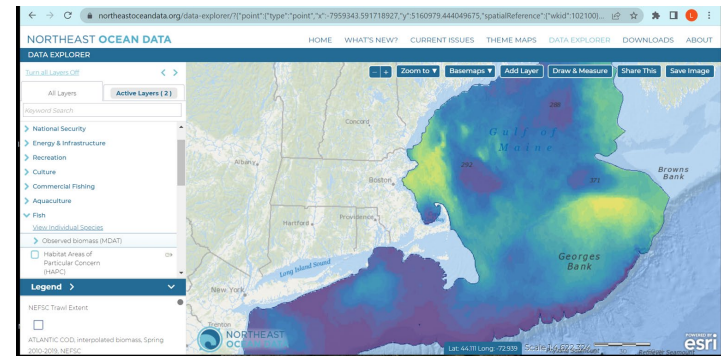 northeastoceandata.org/data-explorer/?{"point":{"type":"point","x":-7959343.591718927,"y":5160979.444049675,"spatialReference":{"wkid":102100}...
NORTHEAST OCEAN DATA
HOME WHAT'S NEW? CURRENT ISSUES THEME MAPS DATA EXPLORER DOWNLOADS ABOUT
DATA EXPLORER
Turn all Layers Off < >
All Layers Active Layers ( 2 )
Keyword Search
National Security
Energy & Infrastructure
Recreation
Culture
Commercial Fishing
Aquaculture
Fish
View Individual Species
Observed biomass (MDAT)
Habitat Areas of
Particular Concern
(HAPC)
Legend >
NEFSC Trawl Extent
ATLANTIC COD, interpolated biomass, Spring
2010-2019, NEFSC
- + Zoom to ▼ Basemaps ▼ Add Layer Draw & Measure Share This Save Image
Concord
Albany
Boston
Hartford
Providence
Long Island Sound
New York
Trenton
Gulf of
Maine
292
371
Browns
Bank
Georges
Bank
NORTHEAST
Lat: 44.111 Long: -72.939
POWERED BY
esri